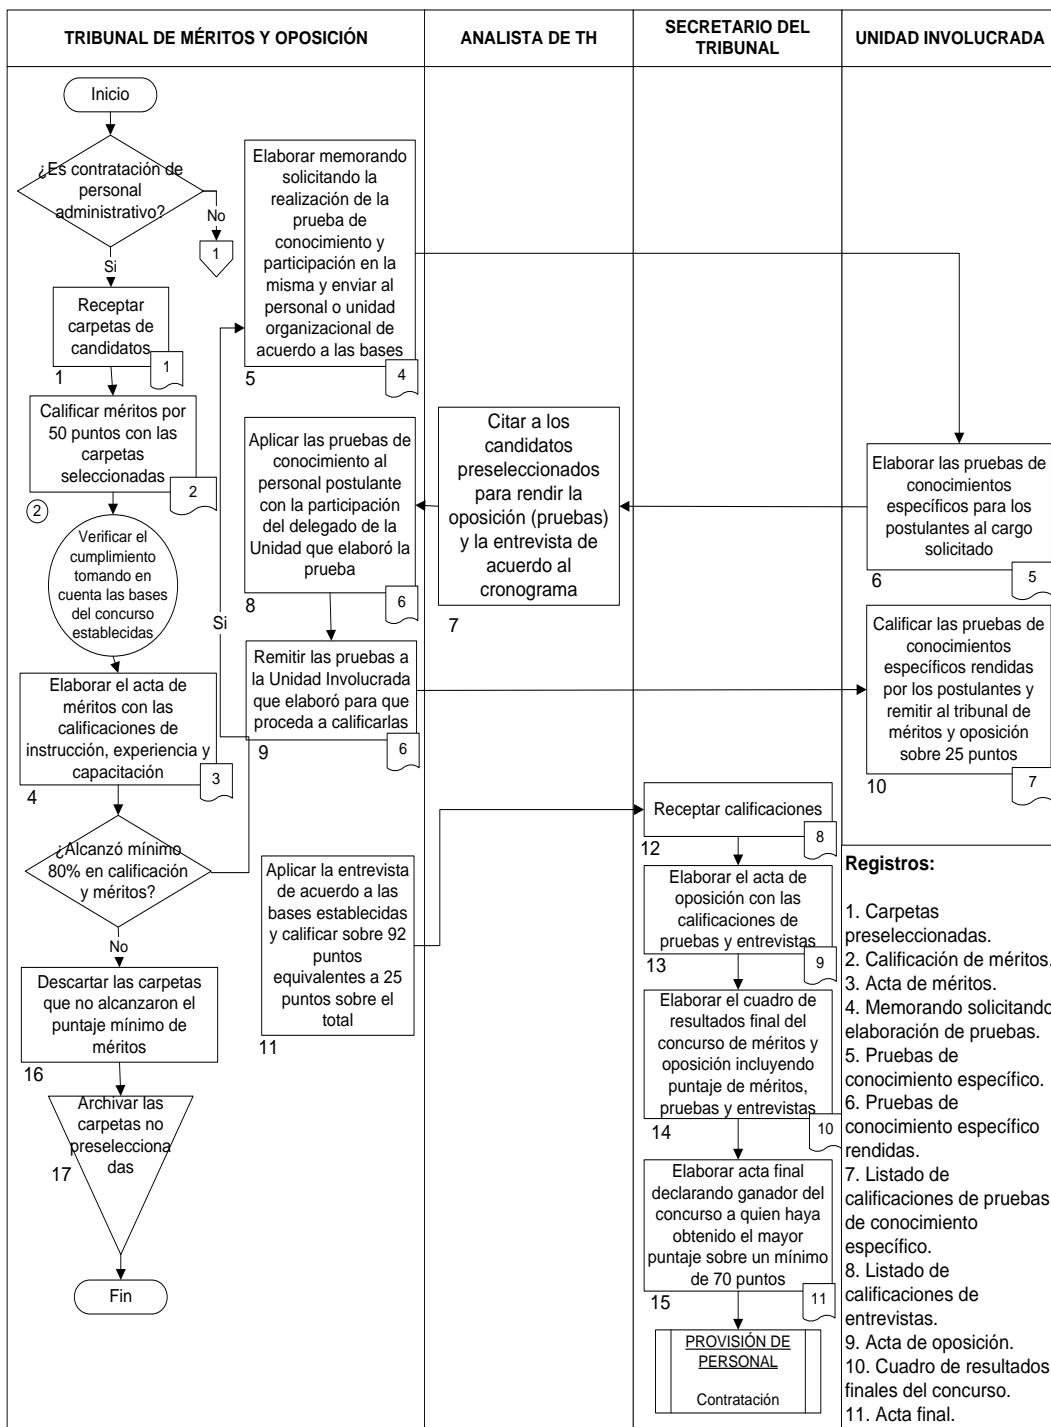 TRIBUNAL DE MÉRITOS Y OPOSICIÓN
ANALISTA DE TH
SECRETARIO DEL
TRIBUNAL
UNIDAD INVOLUCRADA
Inicio
¿Es contratación de
personal
administrativo?
No
1
Si
Receptar
carpetas de
candidatos
1
1
Calificar méritos por
50 puntos con las
carpetas
seleccionadas
2
2
Verificar el
cumplimiento
tomando en
cuenta las bases
del concurso
establecidas
Elaborar el acta de
méritos con las
calificaciones de
instrucción, experiencia y
capacitación
3
4
¿Alcanzó mínimo
80% en calificación
y méritos?
Si
No
Descartar las carpetas
que no alcanzaron el
puntaje mínimo de
méritos
16
Archivar las
carpetas no
preselecciona
das
17
Fin
Elaborar memorando
solicitando la
realización de la
prueba de
conocimiento y
participación en la
misma y enviar al
personal o unidad
organizacional de
acuerdo a las bases
5
4
Aplicar las pruebas de
conocimiento al
personal postulante
con la participación
del delegado de la
Unidad que elaboró la
prueba
8
6
Remitir las pruebas a
la Unidad Involucrada
que elaboró para que
proceda a calificarlas
9
6
Aplicar la entrevista
de acuerdo a las
bases establecidas
y calificar sobre 92
puntos
equivalentes a 25
puntos sobre el
total
11
Citar a los
candidatos
preseleccionados
para rendir la
oposición (pruebas)
y la entrevista de
acuerdo al
cronograma
7
Receptar calificaciones
8
12
Elaborar el acta de
oposición con las
calificaciones de
pruebas y entrevistas
13
9
Elaborar el cuadro de
resultados final del
concurso de méritos y
oposición incluyendo
puntaje de méritos,
pruebas y entrevistas
14
10
Elaborar acta final
declarando ganador del
concurso a quien haya
obtenido el mayor
puntaje sobre un mínimo
de 70 puntos
15
11
PROVISIÓN DE
PERSONAL
Contratación
Elaborar las pruebas de
conocimientos
específicos para los
postulantes al cargo
solicitado
6
5
Calificar las pruebas de
conocimientos
específicos rendidas
por los postulantes y
remitir al tribunal de
méritos y oposición
sobre 25 puntos
10
7
Registros:
1. Carpetas
preseleccionadas.
2. Calificación de méritos.
3. Acta de méritos.
4. Memorando solicitando
elaboración de pruebas.
5. Pruebas de
conocimiento específico.
6. Pruebas de
conocimiento específico
rendidas.
7. Listado de
calificaciones de pruebas
de conocimiento
específico.
8. Listado de
calificaciones de
entrevistas.
9. Acta de oposición.
10. Cuadro de resultados
finales del concurso.
11. Acta final.